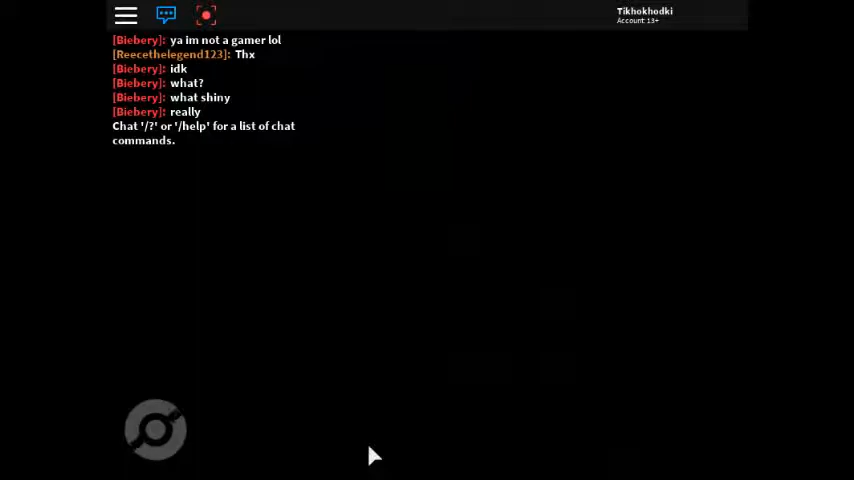 Tikhokhodki
Account: 13+
[Biebery]: ya im not a gamer lol
[Reecethelegend123]: Thx
[Biebery]: idk
[Biebery]: what?
[Biebery]: what shiny
[Biebery]: really
Chat '/?' or '/help' for a list of chat
commands.